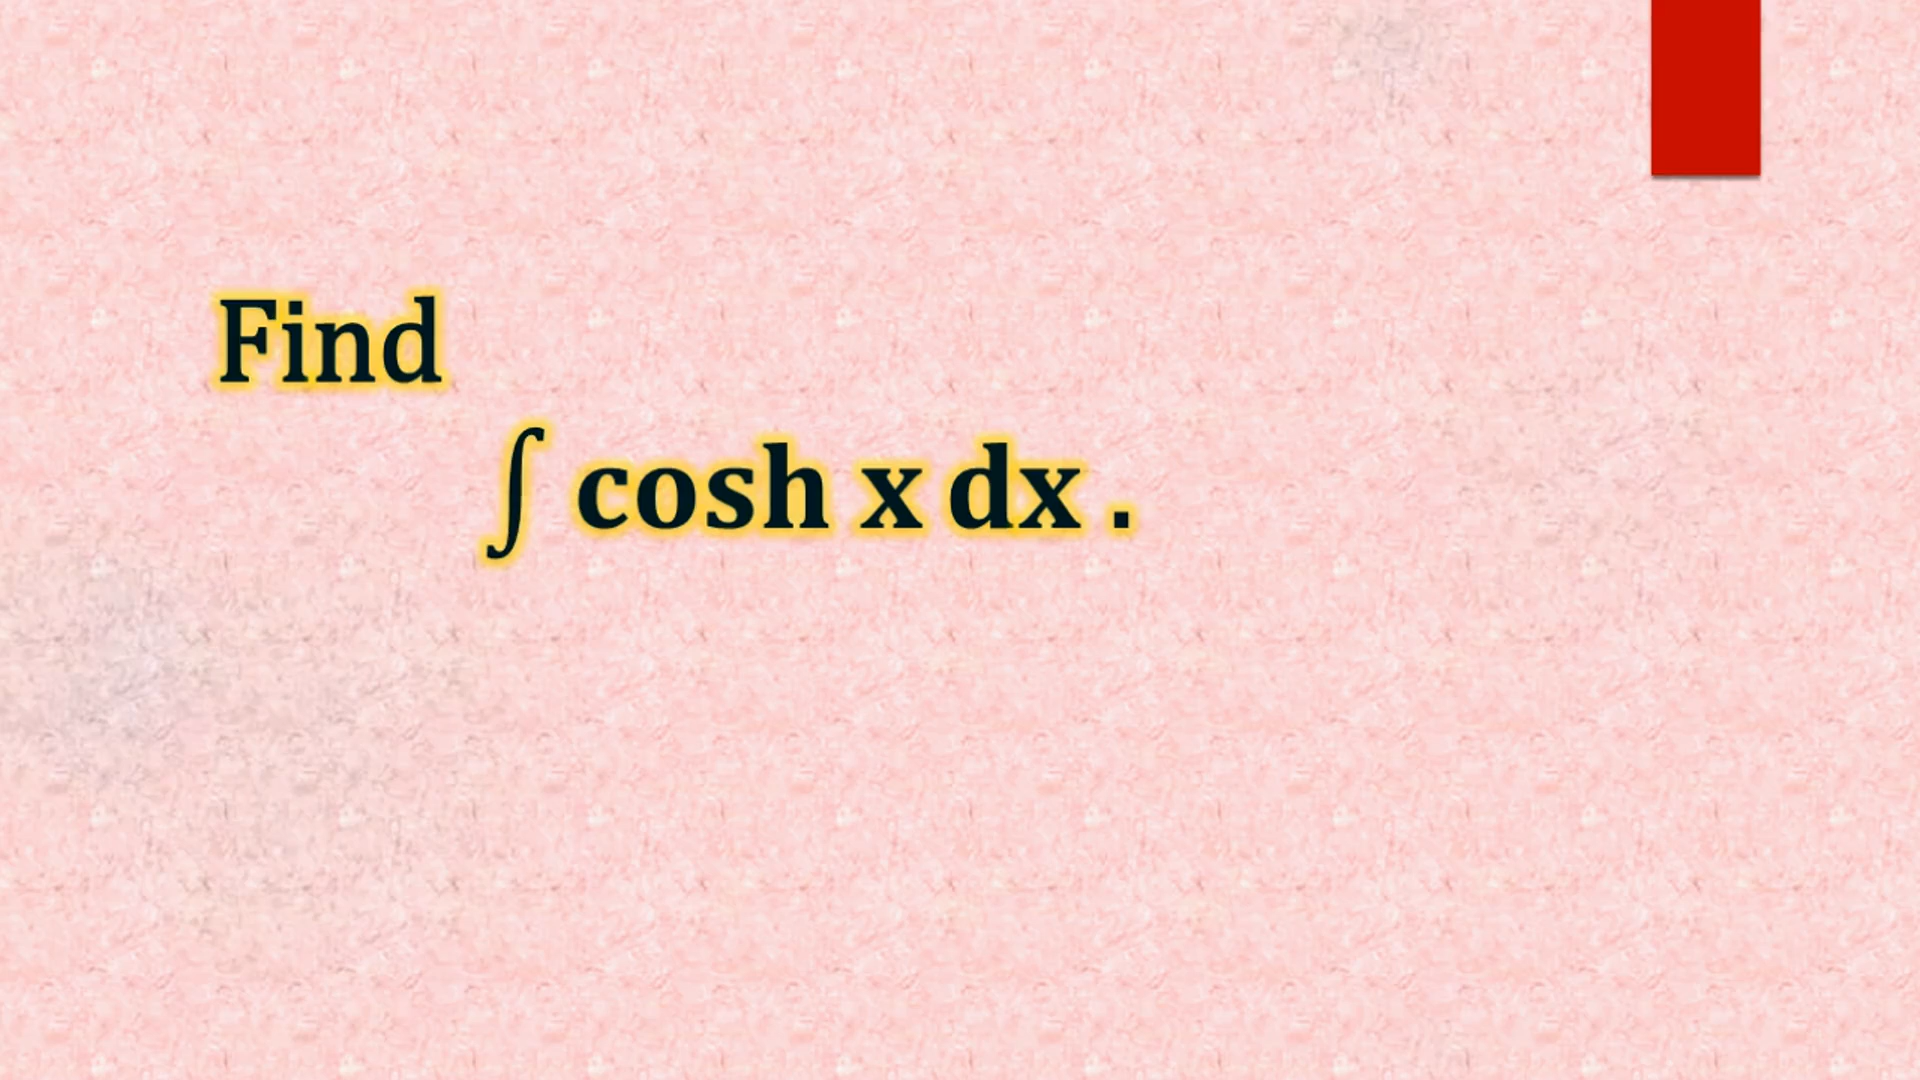 Find
∫ cosh x dx .